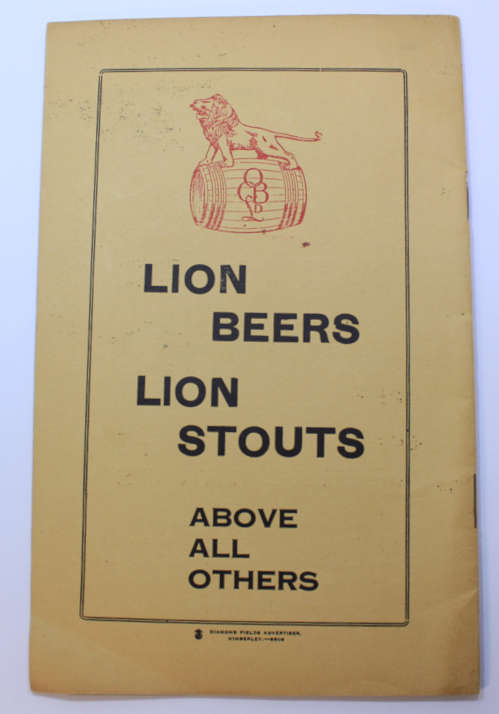 LION
BEERS
LION
STOUTS
ABOVE
ALL
OTHERS
DIAMOND FIELDS ADVERTISER,
KIMBERLEY.